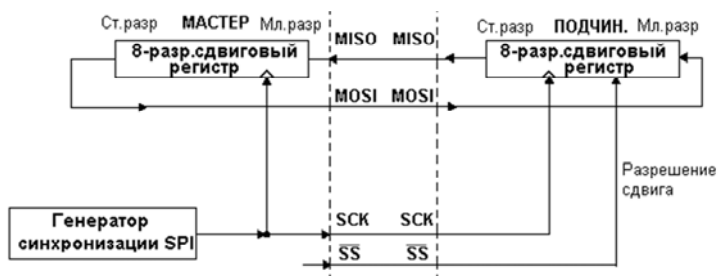 Ст.разр МАСТЕР Мл.разр
8-разр.сдвиговый
регистр
MISO MISO
Ст.разр ПОДЧИН. Мл.разр
8-разр.сдвиговый
регистр
MOSI MOSI
Разрешение
сдвига
Генератор
синхронизации SPI
SCK SCK
SS SS